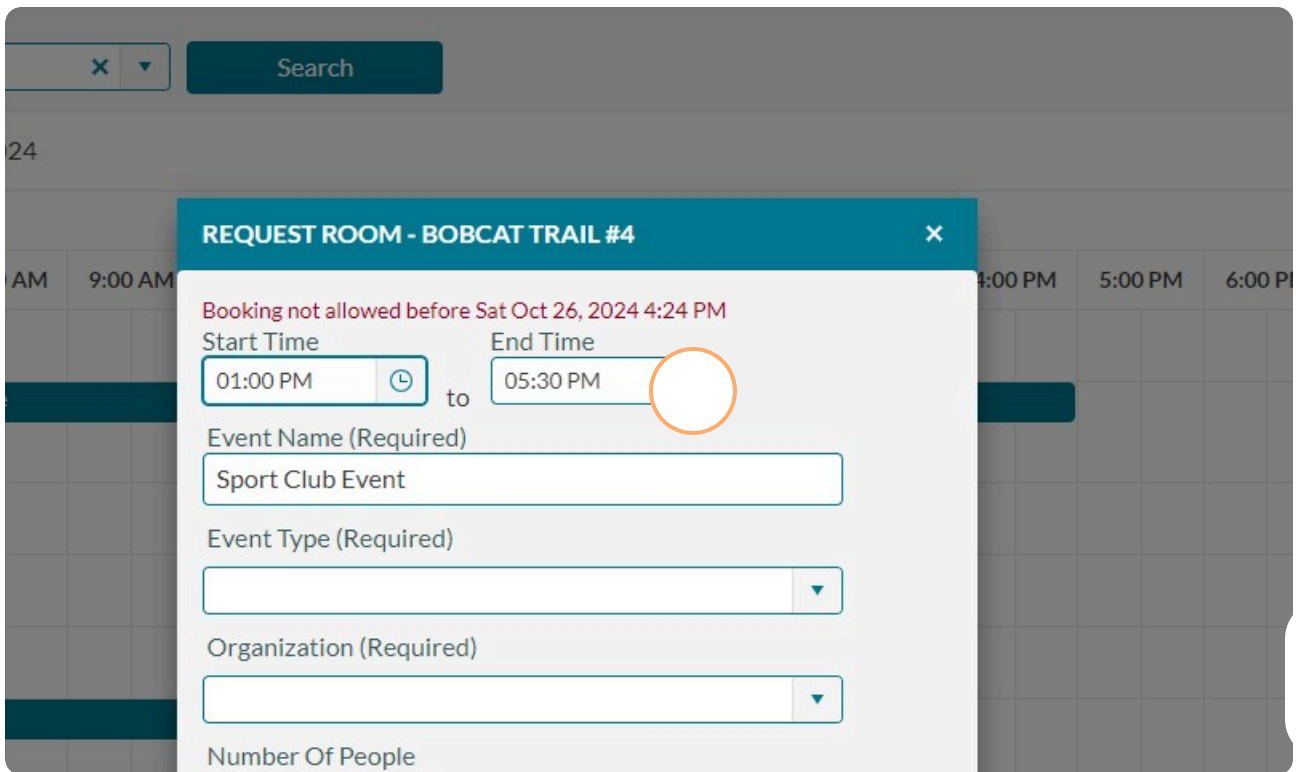 Search
24
REQUEST ROOM - BOBCAT TRAIL #4
AM 9:00 AM 4:00 PM 5:00 PM 6:00 P
Booking not allowed before Sat Oct 26, 2024 4:24 PM
Start Time End Time
01:00 PM to 05:30 PM
Event Name (Required)
Sport Club Event
Event Type (Required)
Organization (Required)
Number Of People